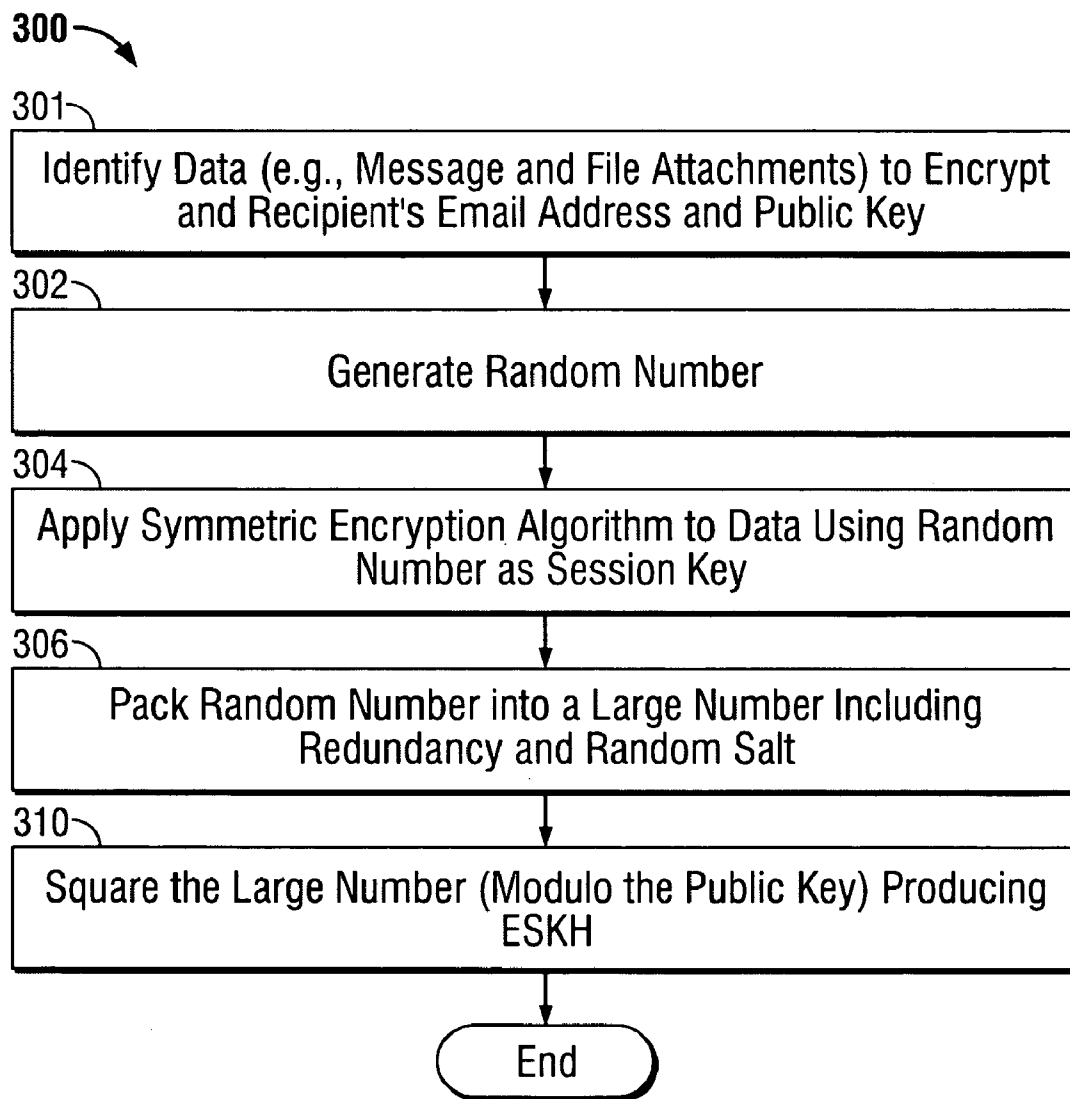 300
301
Identify Data (e.g., Message and File Attachments) to Encrypt
and Recipient's Email Address and Public Key
302
Generate Random Number
304
Apply Symmetric Encryption Algorithm to Data Using Random
Number as Session Key
306
Pack Random Number into a Large Number Including
Redundancy and Random Salt
310
Square the Large Number (Modulo the Public Key) Producing
ESKH
End